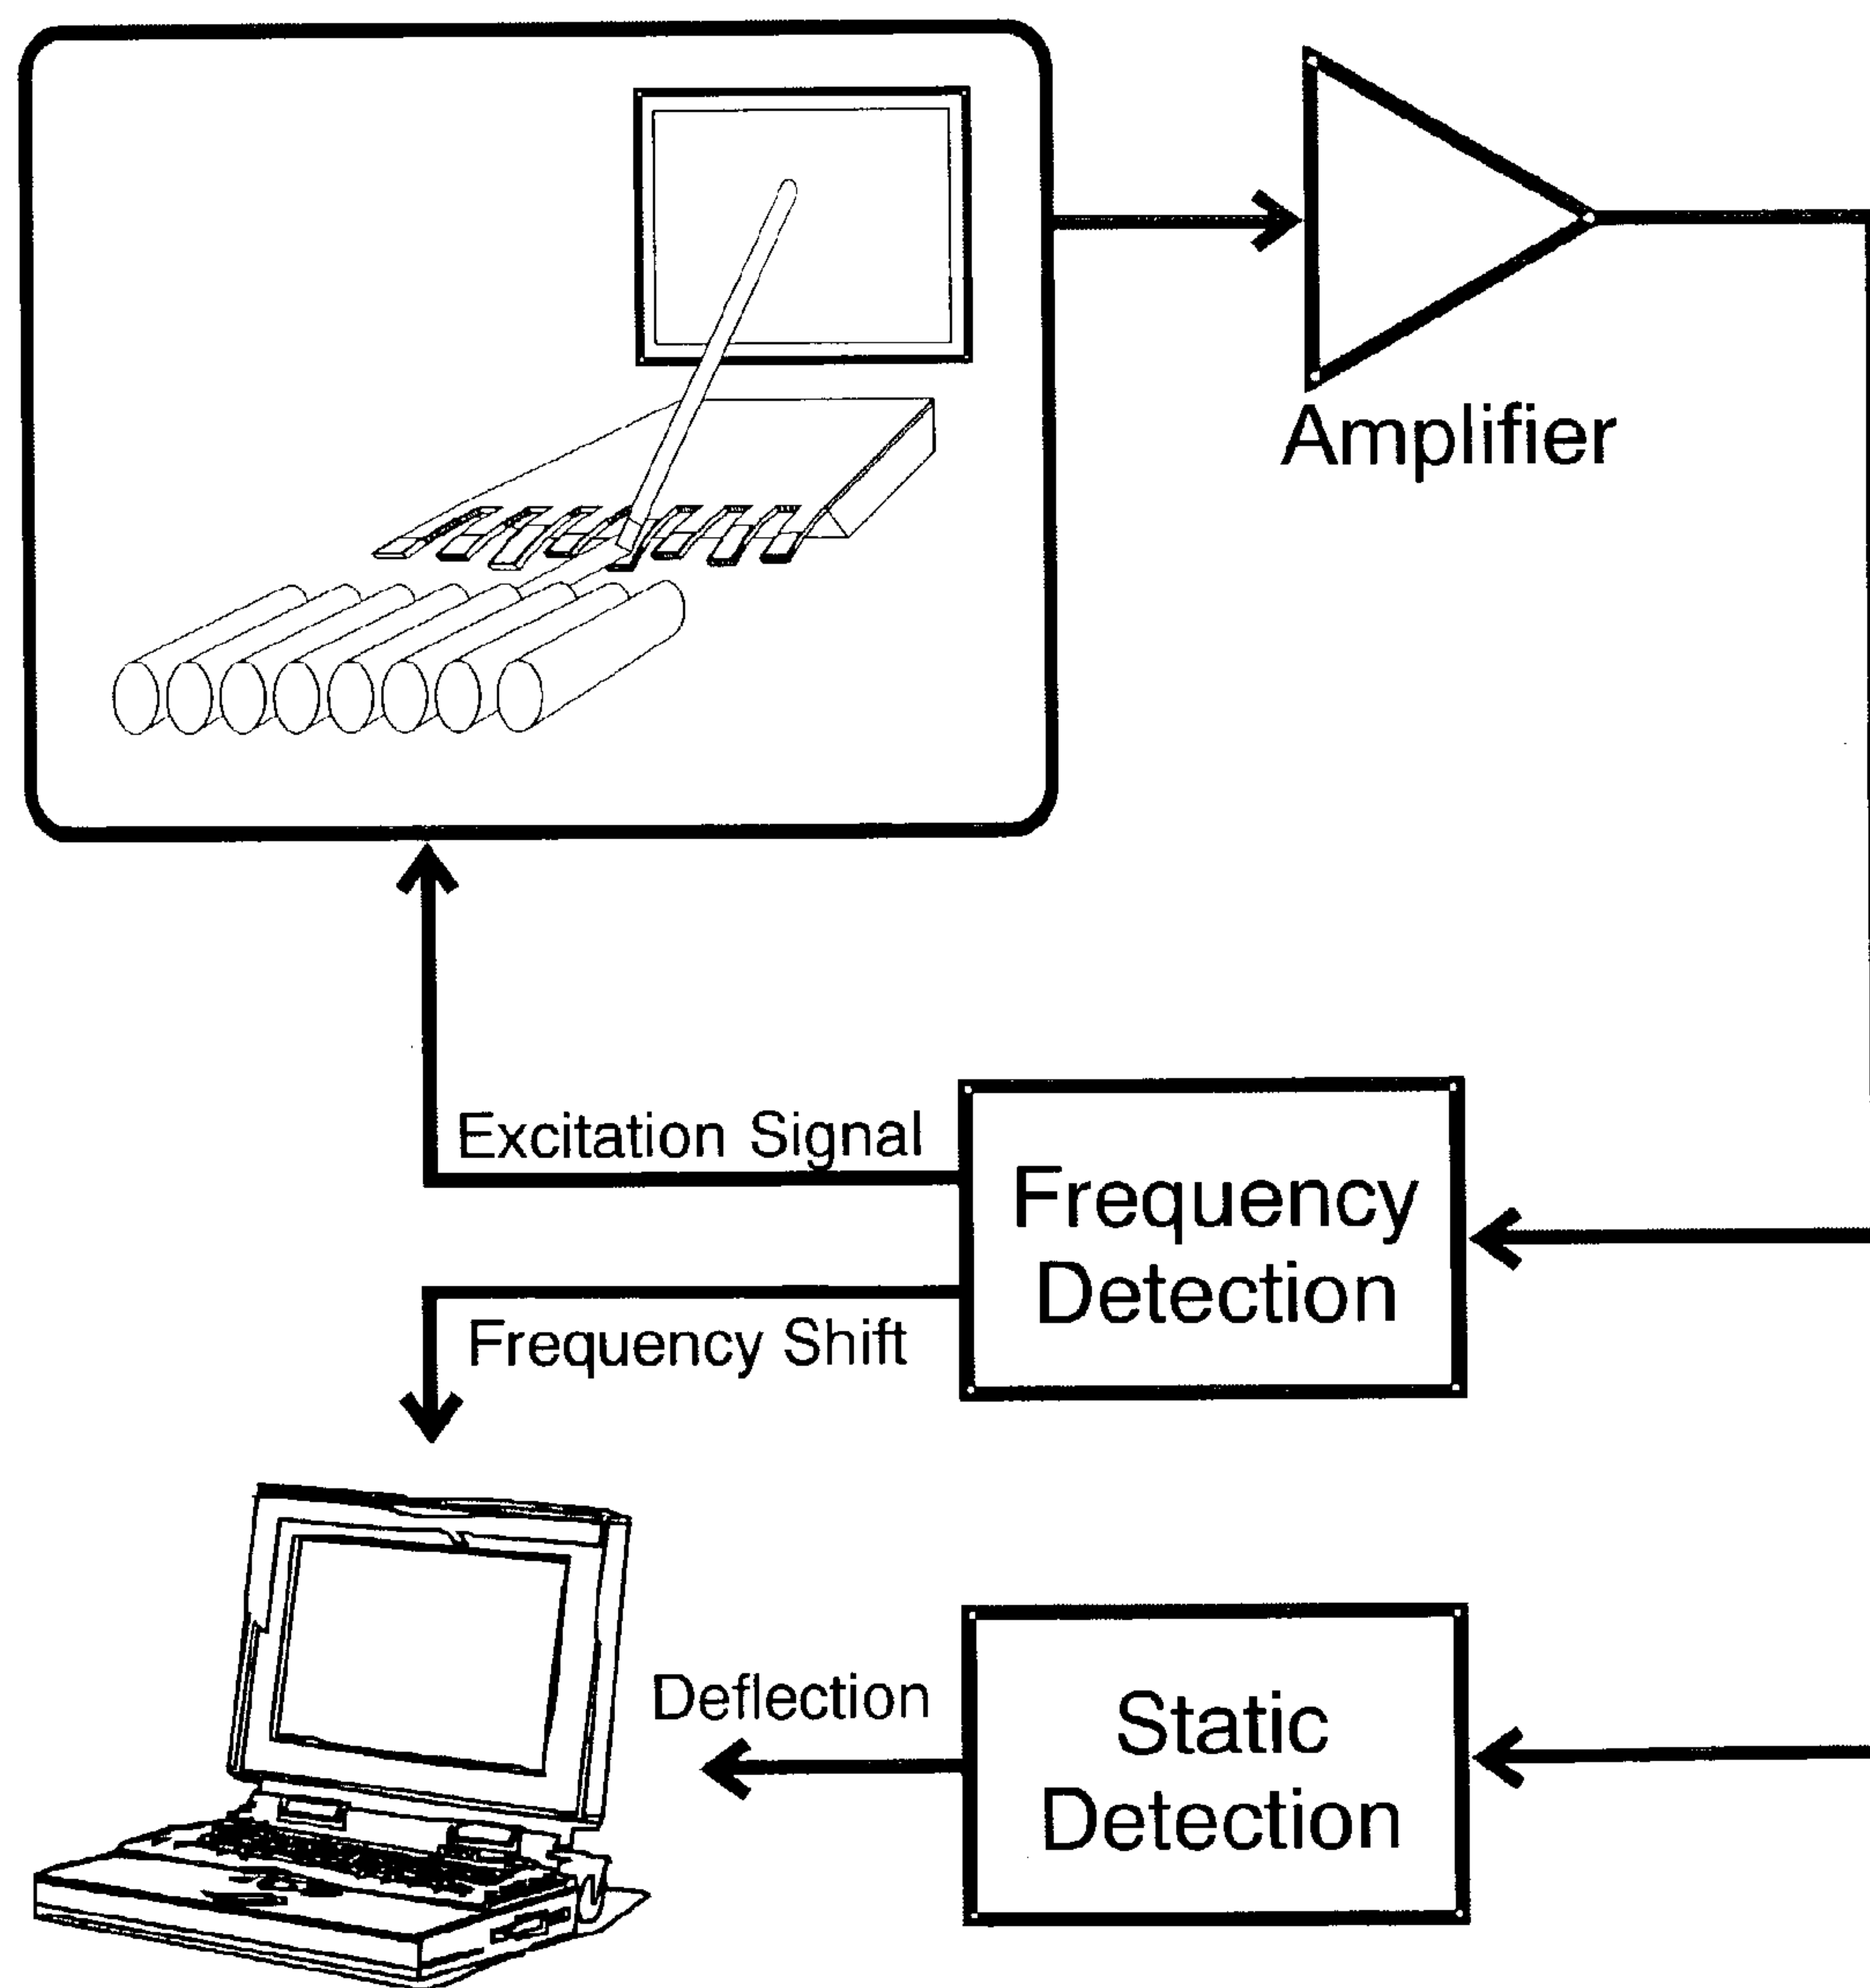 Amplifier
Excitation Signal
Frequency
Detection
Frequency Shift
Deflection
Static
Detection